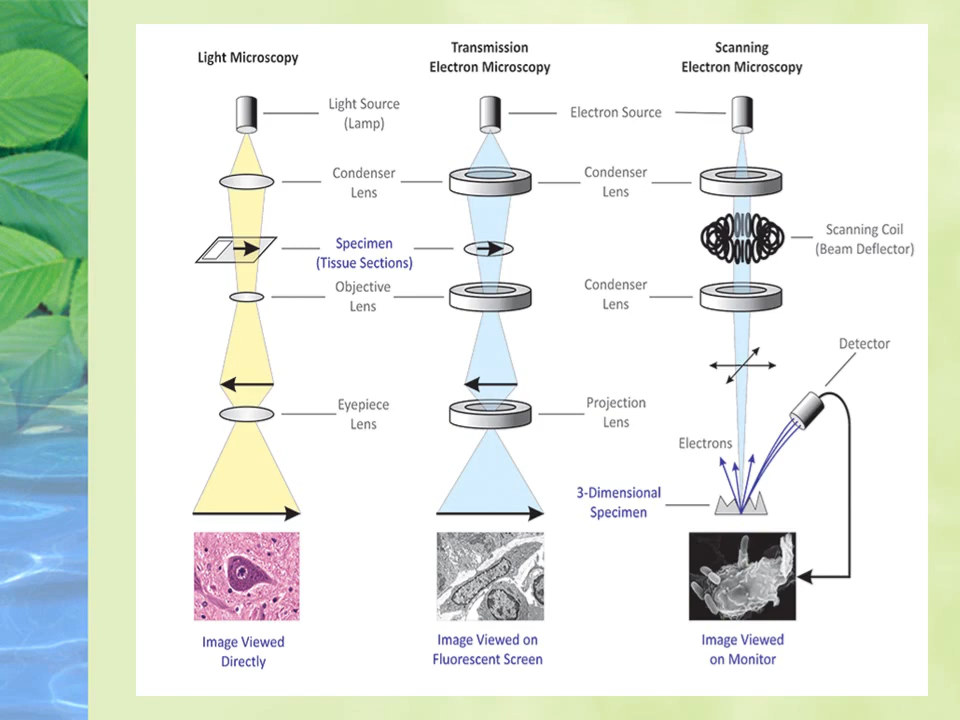 Light Microscopy
Transmission
Electron Microscopy
Scanning
Electron Microscopy
Light Source
(Lamp)
Electron Source
Condenser
Lens
Condenser
Lens
Specimen
(Tissue Sections)
Scanning Coil
(Beam Deflector)
Objective
Lens
Condenser
Lens
Detector
Eyepiece
Lens
Projection
Lens
Electrons
3-Dimensional
Specimen
Image Viewed
Directly
Image Viewed on
Fluorescent Screen
Image Viewed
on Monitor